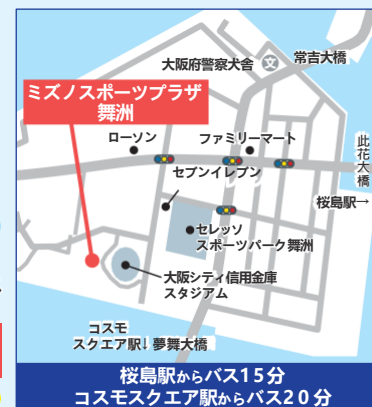 常吉大橋
大阪府警察犬舎
文
ミズノスポーツプラザ
舞洲
ローソン
ファミリーマート
此花大橋
セブンイレブン
桜島駅→
セレッソ
スポーツパーク舞洲
大阪シティ信用金庫
スタジアム
コスモ
スクエア駅↓
夢舞大橋
桜島駅からバス15分
コスモスクエア駅からバス20分